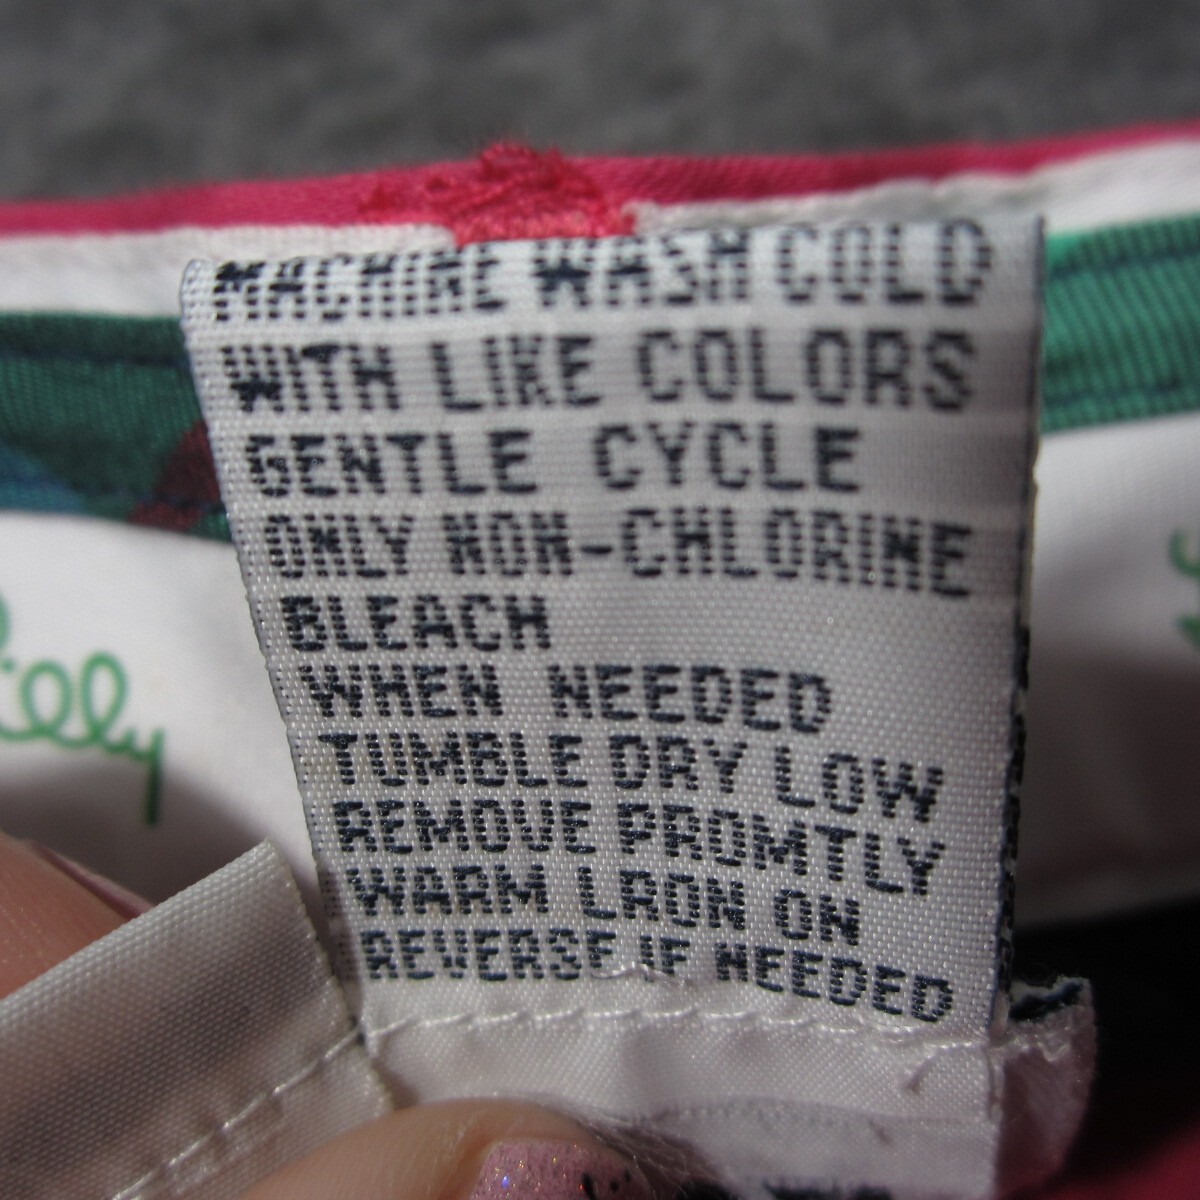 MACHINE WASH COLD
WITH LIKE COLORS
GENTLE CYCLE
ONLY NON-CHLORINE
BLEACH
WHEN NEEDED
TUMBLE DRY LOW
REMOVE PROMTLY
WARM LRON ON
REVERSE IF NEEDED
illy